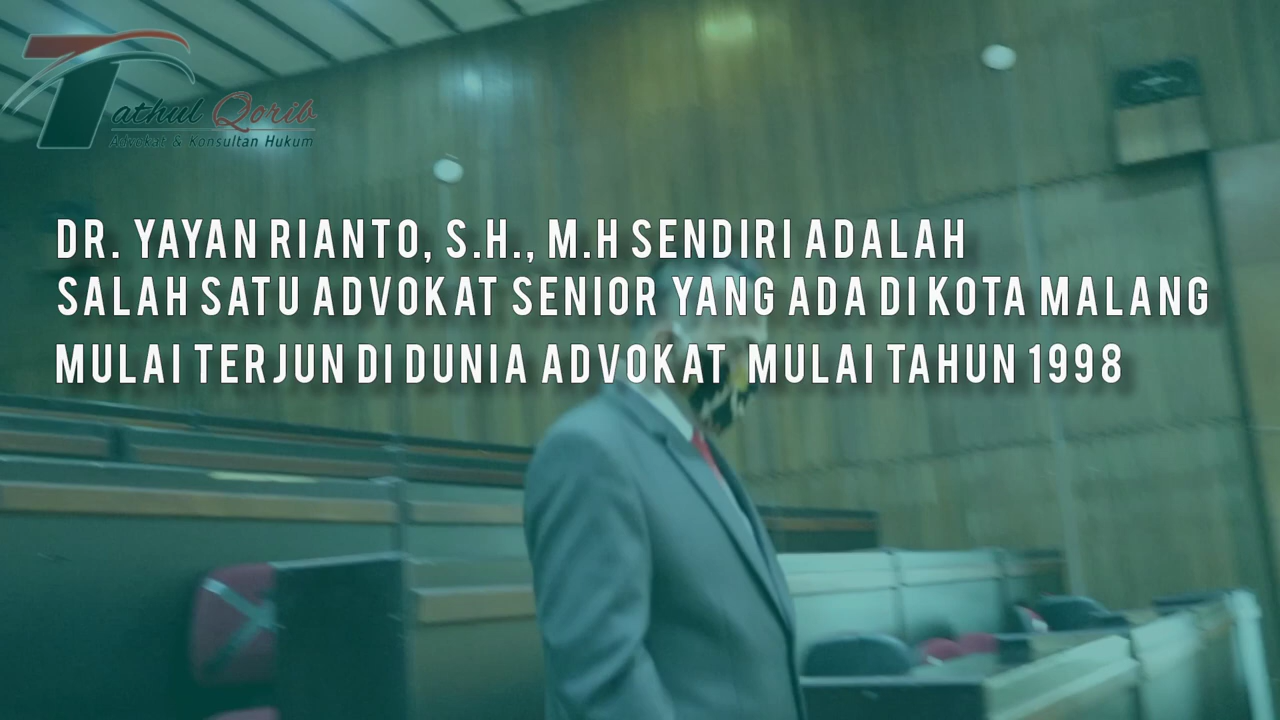 Tathul Qorib
Advokat & Konsultan Hukum
DR. YAYAN RIANTO, S.H., M.H SENDIRI ADALAH
SALAH SATU ADVOKAT SENIOR YANG ADA DI KOTA MALANG
MULAI TERJUN DI DUNIA ADVOKAT MULAI TAHUN 1998